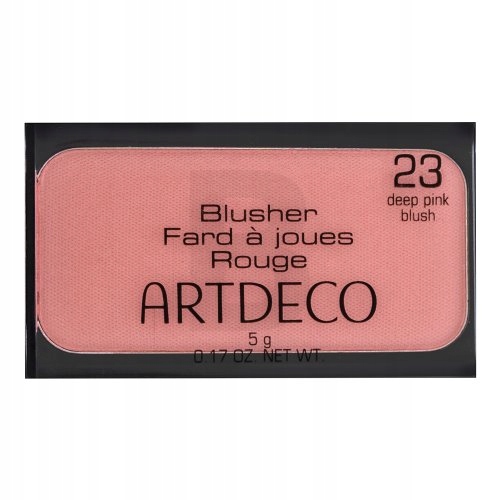 23
deep pink
blush
Blusher
Fard à joues
Rouge
ARTDECO
5 g
0.17 OZ. NET WT.